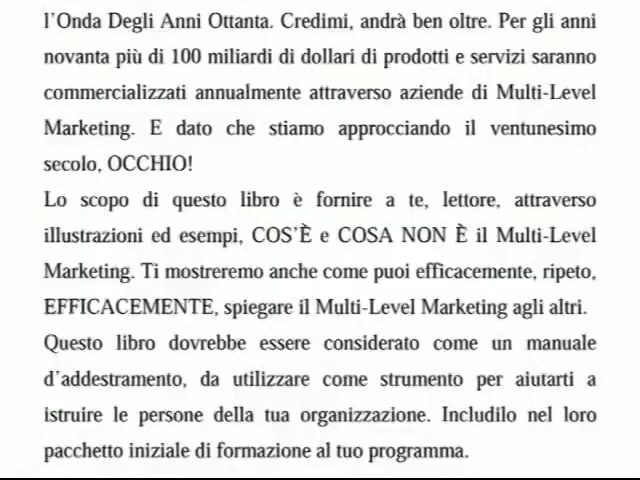 l'Onda Degli Anni Ottanta. Credimi, andrà ben oltre. Per gli anni
novanta più di 100 miliardi di dollari di prodotti e servizi saranno
commercializzati annualmente attraverso aziende di Multi-Level
Marketing. E dato che stiamo approcciando il ventunesimo
secolo, OCCHIO!
Lo scopo di questo libro è fornire a te, lettore, attraverso
illustrazioni ed esempi, COS'È e COSA NON È il Multi-Level
Marketing. Ti mostreremo anche come puoi efficacemente, ripeto,
EFFICACEMENTE, spiegare il Multi-Level Marketing agli altri.
Questo libro dovrebbe essere considerato come un manuale
d'addestramento, da utilizzare come strumento per aiutarti a
istruire le persone della tua organizzazione. Includilo nel loro
pacchetto iniziale di formazione al tuo programma.